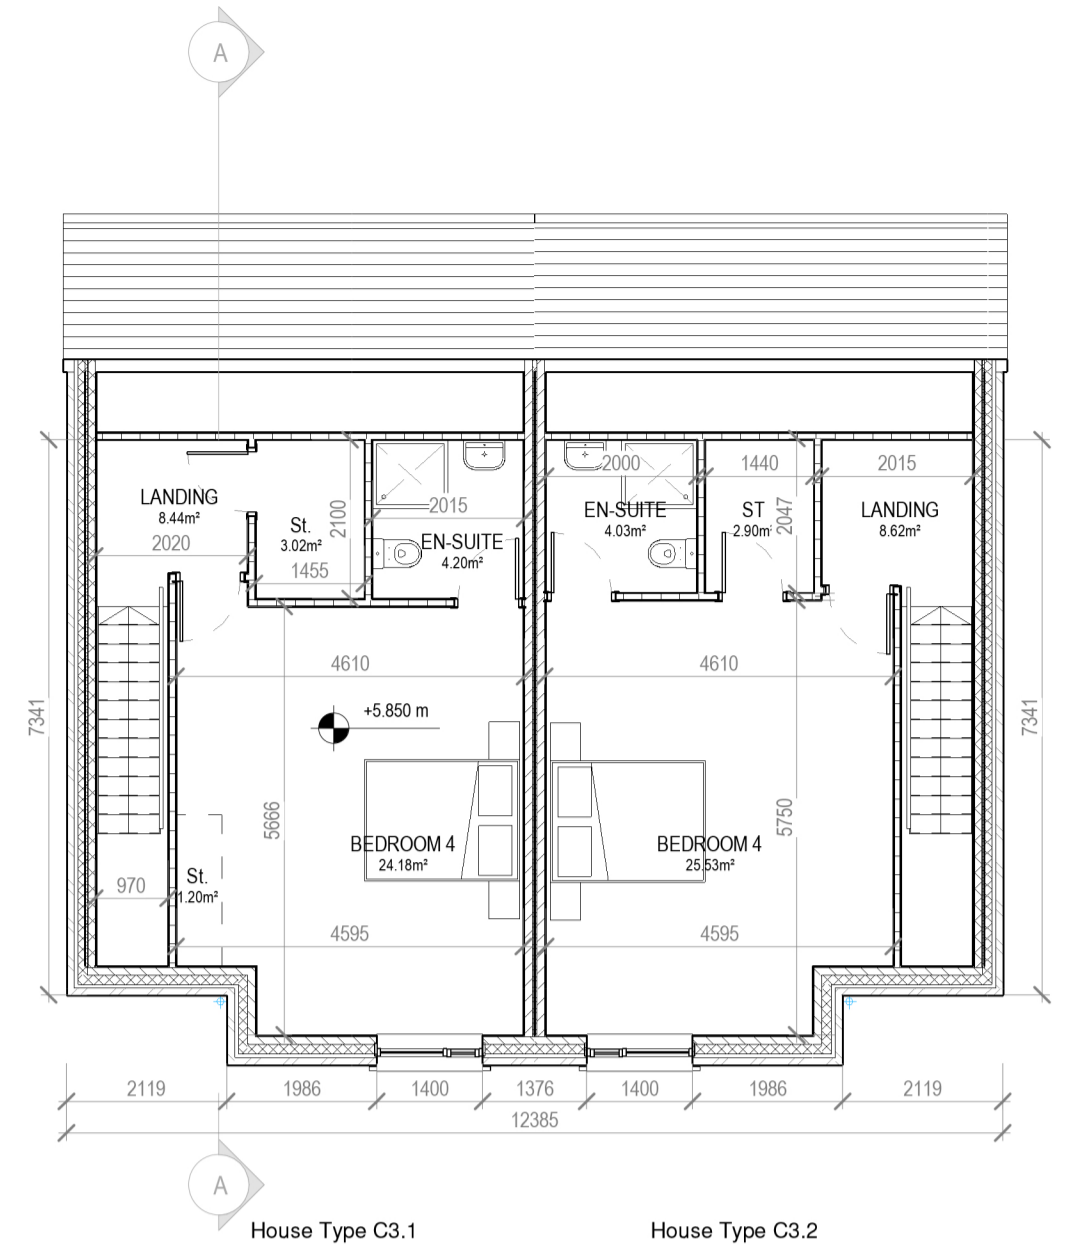 A
2000
1440
2015
LANDING
8.44m²
St.
3.02m²
2100
2015
EN-SUITE
4.20m²
EN-SUITE
4.03m²
ST
2.90m²
2047
LANDING
8.62m²
2020
1455
4610
4610
+5.850 m
7341
7341
5666
5750
BEDROOM 4
24.18m²
BEDROOM 4
25.53m²
St.
1.20m²
970
4595
4595
2119
1986
1400
1376
1400
1986
2119
12385
A
House Type C3.1
House Type C3.2